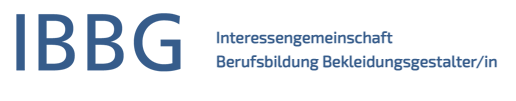 IBBG
Interessengemeinschaft
Berufsbildung Bekleidungsgestalter/in